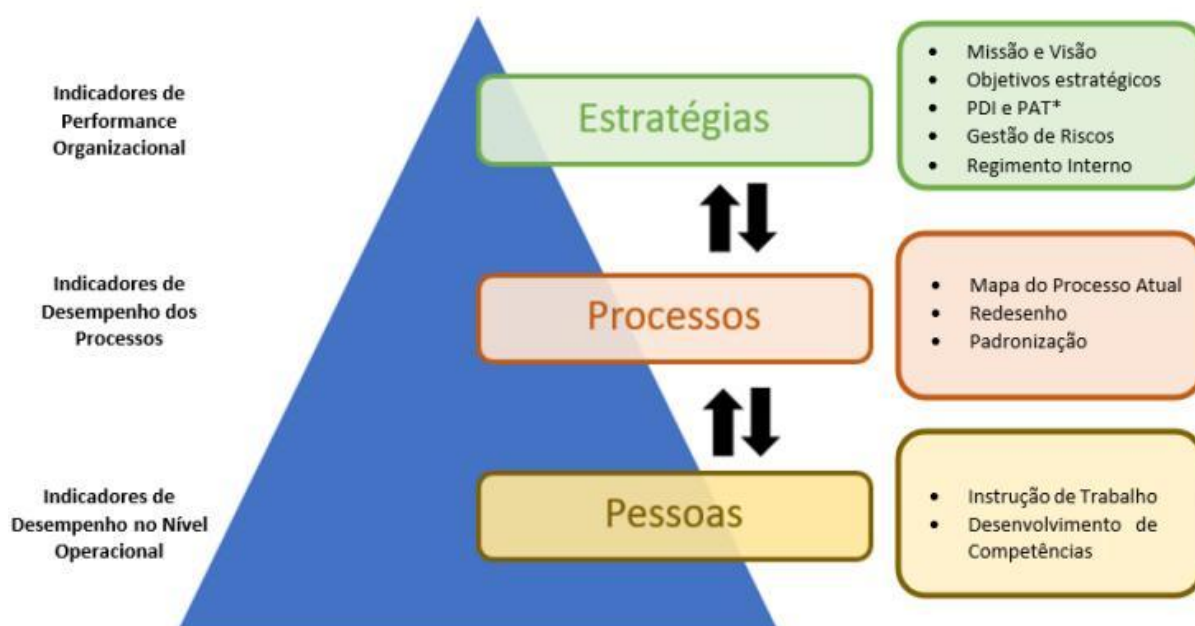 Indicadores de
Performance
Organizacional
Estratégias
• Missão e Visão
• Objetivos estratégicos
• PDI e PAT*
• Gestão de Riscos
• Regimento Interno
Indicadores de
Desempenho dos
Processos
Processos
• Mapa do Processo Atual
• Redesenho
• Padronização
Indicadores de
Desempenho no Nível
Operacional
Pessoas
• Instrução de Trabalho
• Desenvolvimento de
Competências